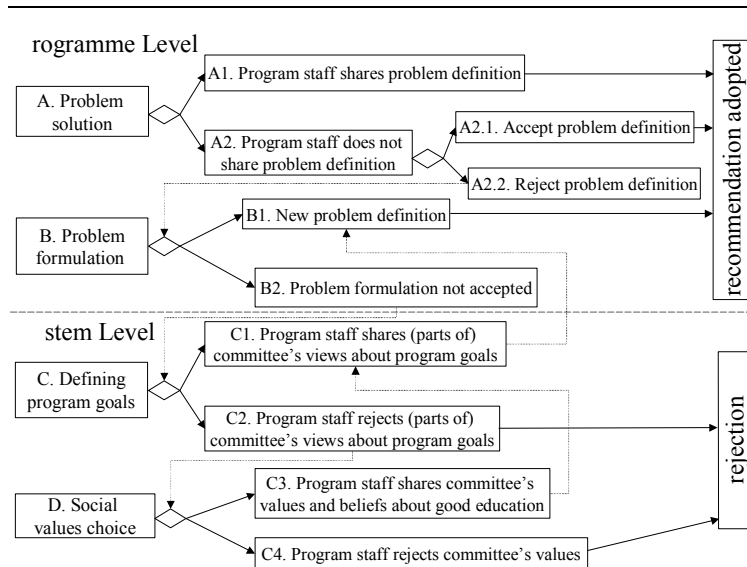 rogramme Level
A1. Program staff shares problem definition
A. Problem
solution
A2. Program staff does not
share problem definition
A2.1. Accept problem definition
A2.2. Reject problem definition
recommendation adopted
B. Problem
formulation
B1. New problem definition
B2. Problem formulation not accepted
stem Level
C1. Program staff shares (parts of)
committee's views about program goals
C. Defining
program goals
C2. Program staff rejects (parts of)
committee's views about program goals
rejection
D. Social
values choice
C3. Program staff shares committee's
values and beliefs about good education
C4. Program staff rejects committee's values